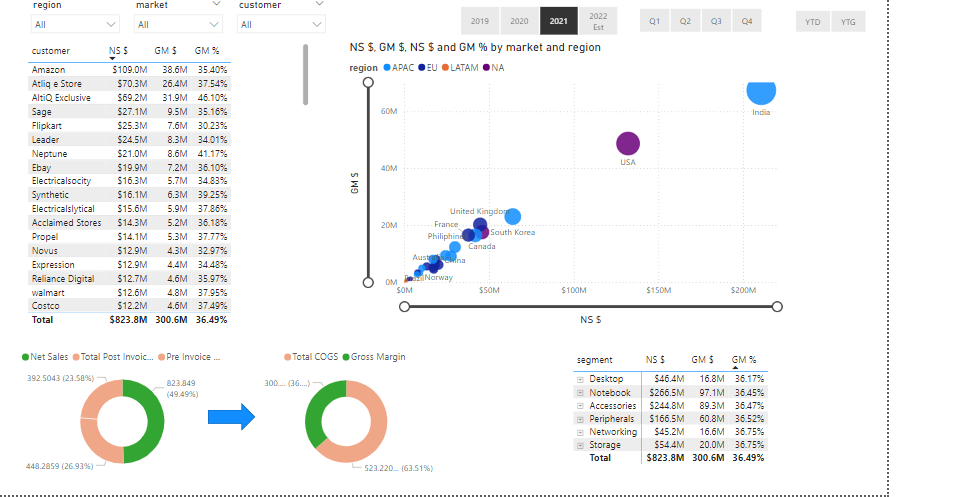 region market customer
All All All
2019 2020 2021 2022 Est Q1 Q2 Q3 Q4 YTD YTG
customer NS $ GM $ GM %
Amazon $109.0M 38.6M 35.40%
Atliq e Store $70.3M 26.4M 37.54%
AltiQ Exclusive $69.2M 31.9M 46.10%
Sage $27.1M 9.5M 35.16%
Flipkart $25.3M 7.6M 30.23%
Leader $24.5M 8.3M 34.01%
Neptune $21.0M 8.6M 41.17%
Ebay $19.9M 7.2M 36.10%
Electricalsocity $16.3M 5.7M 34.83%
Synthetic $16.1M 6.3M 39.25%
Electricalslytical $15.6M 5.9M 37.86%
Acclaimed Stores $14.3M 5.2M 36.18%
Propel $14.1M 5.3M 37.77%
Novus $12.9M 4.3M 32.97%
Expression $12.9M 4.4M 34.48%
Reliance Digital $12.7M 4.6M 35.97%
walmart $12.6M 4.8M 37.95%
Costco $12.2M 4.6M 37.49%
Total $823.8M 300.6M 36.49%
NS $, GM $, NS $ and GM % by market and region
region APAC EU LATAM NA
60M
India
USA
40M
GM $
United Kingdom
20M
France
South Korea
Philiphine
Canada
China
Norway
0M
$0M $50M $100M $150M $200M
NS $
Net Sales Total Post Invoic... Pre Invoice ...
392.5043 (23.58%)
823.849
(49.49%)
448.2859 (26.93%)
Total COGS Gross Margin
300.... (36....)
523.220... (63.51%)
segment NS $ GM $ GM %
Desktop $46.4M 16.8M 36.17%
Notebook $266.5M 97.1M 36.45%
Accessories $244.8M 89.3M 36.47%
Peripherals $166.5M 60.8M 36.52%
Networking $45.2M 16.6M 36.75%
Storage $54.4M 20.0M 36.75%
Total $823.8M 300.6M 36.49%